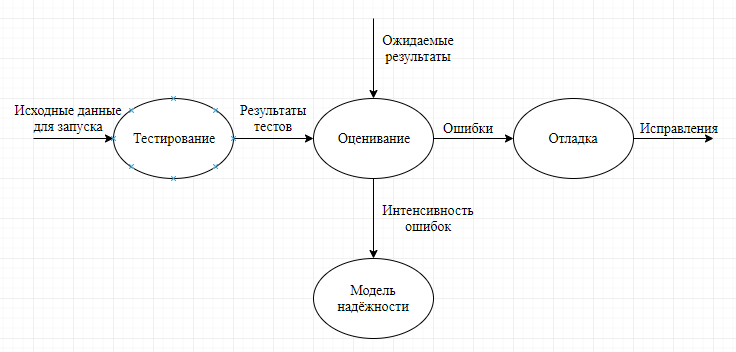 Ожидаемые
результаты
Исходные данные
для запуска
Тестирование
Результаты
тестов
Оценивание
Ошибки
Отладка
Исправления
Интенсивность
ошибок
Модель
надёжности